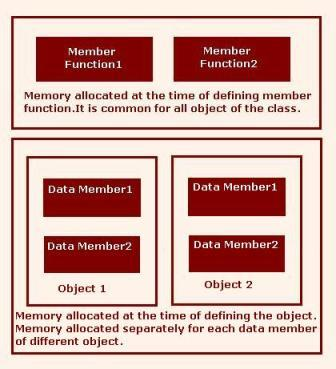 Member
Function1
Member
Function2
Memory allocated at the time of defining member
function.It is common for all object of the class.
Data Member1
Data Member2
Object 1
Data Member1
Data Member2
Object 2
Memory allocated at the time of defining the object.
Memory allocated separately for each data member
of different object.